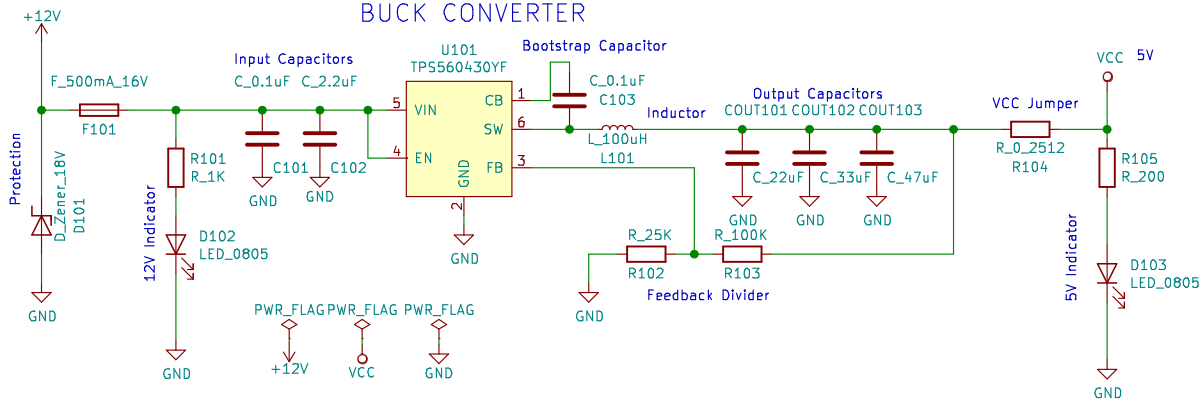 BUCK CONVERTER
+12V
F_500mA_16V
F101
Protection
D_Zener_18V
D101
GND
12V Indicator
R101
R_1K
D102
LED_0805
GND
Input Capacitors
C_0.1uF C_2.2uF
C101 C102
GND GND
U101
TPS560430YF
5 VIN
4 EN
GND
2
GND
CB 1
SW 6
FB 3
Bootstrap Capacitor
C_0.1uF
C103
Inductor
L_100uH
L101
Output Capacitors
COUT101 COUT102 COUT103
C_22uF C_33uF C_47uF
GND GND GND
R_25K R_100K
R102 R103
Feedback Divider
GND
VCC Jumper
R_0_2512
R104
VCC 5V
R105
R_200
5V Indicator
D103
LED_0805
GND
PWR_FLAG PWR_FLAG PWR_FLAG
+12V VCC GND